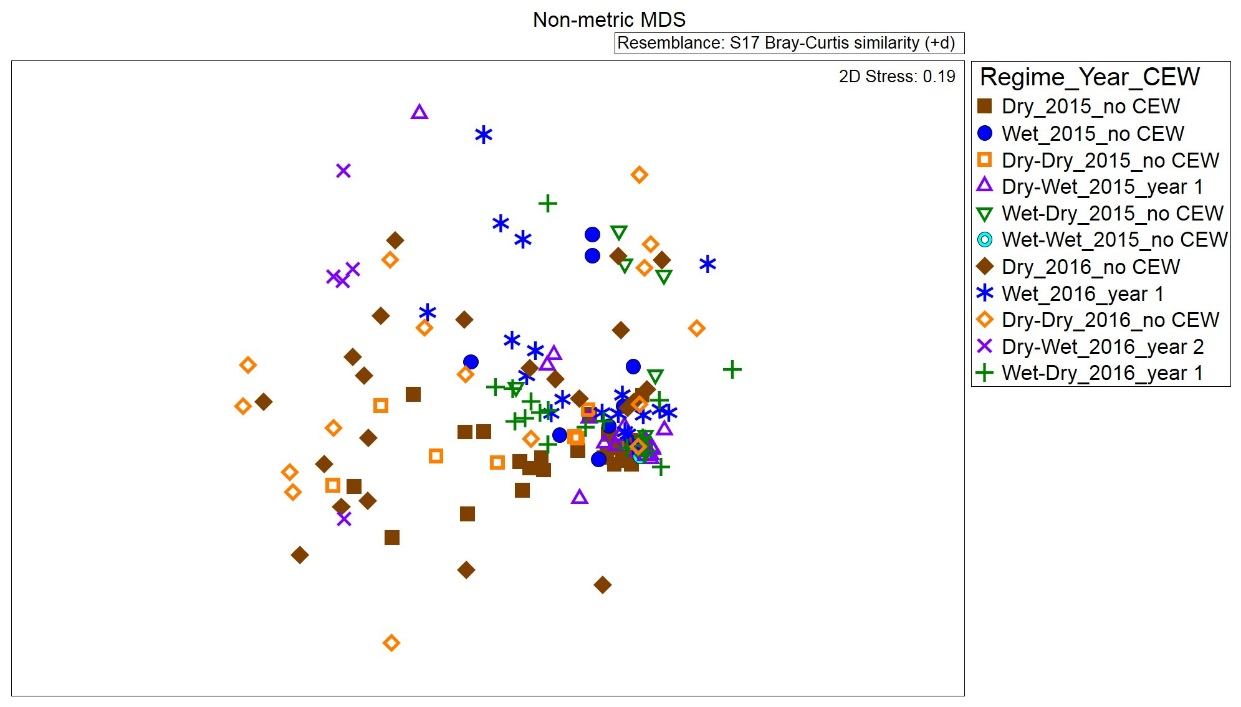 Non-metric MDS
Resemblance: S17 Bray-Curtis similarity (+d)
2D Stress: 0.19
Regime_Year_CEW
Dry_2015_no CEW
Wet_2015_no CEW
Dry-Dry_2015_no CEW
Dry-Wet_2015_year 1
Wet-Dry_2015_no CEW
Wet-Wet_2015_no CEW
Dry_2016_no CEW
Wet_2016_year 1
Dry-Dry_2016_no CEW
Dry-Wet_2016_year 2
Wet-Dry_2016_year 1